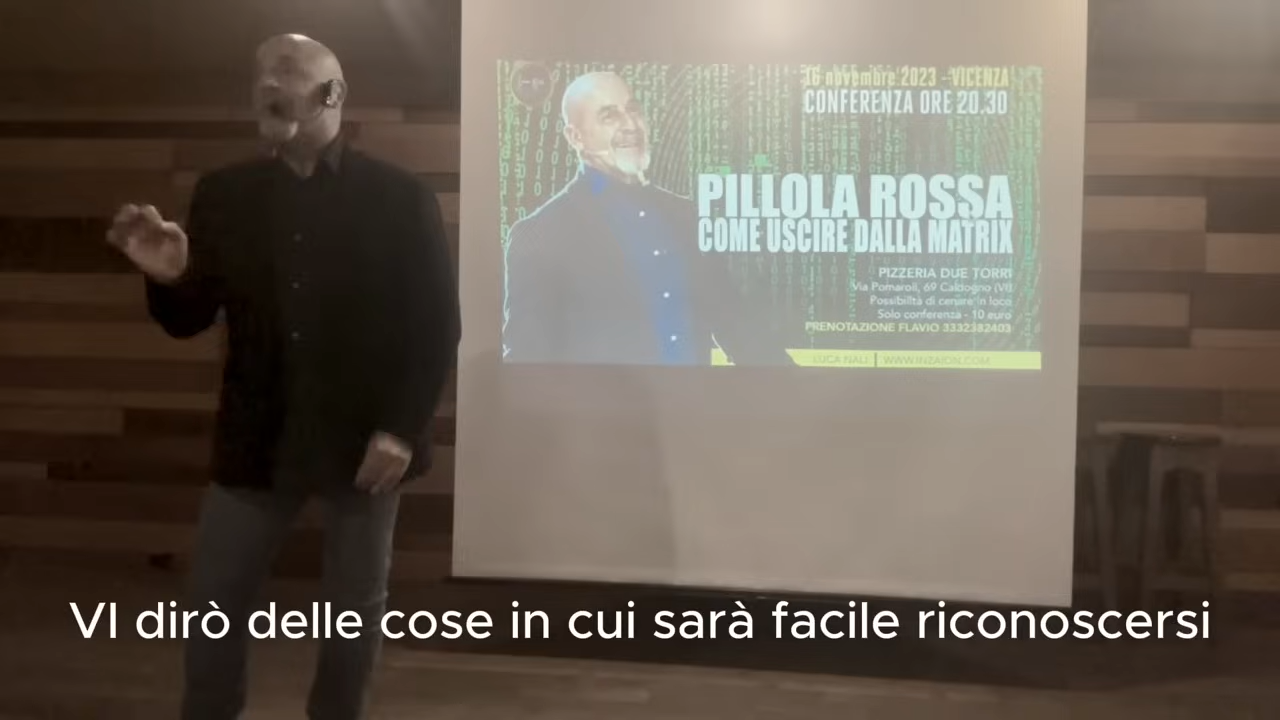 16 novembre 2023 - VICENZA
CONFERENZA ORE 20.30
PILLOLA ROSSA
COME USCIRE DALLA MATRIX
PIZZERIA DUE TORRI
Via Pomaroli, 69 Caldogno (VI)
Possibilità di cenare in loco
Solo conferenza - 10 euro
PRENOTAZIONE FLAVIO 3332382403
LUCA NALI | WWW.INZAION.COM
VI dirò delle cose in cui sarà facile riconoscersi